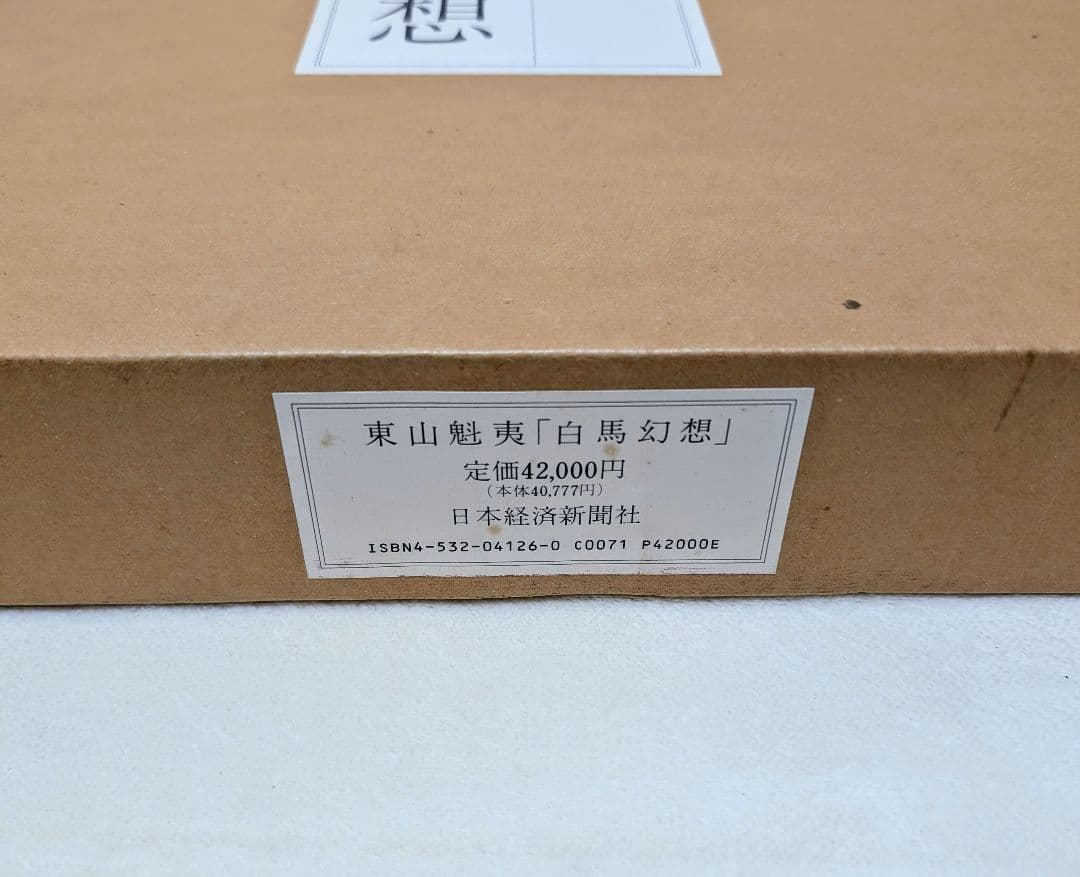 想
東山魁夷「白馬幻想」
定価42,000円
(本体40,777円)
日本経済新聞社
ISBN4-532-04126-0 C0071 P42000E